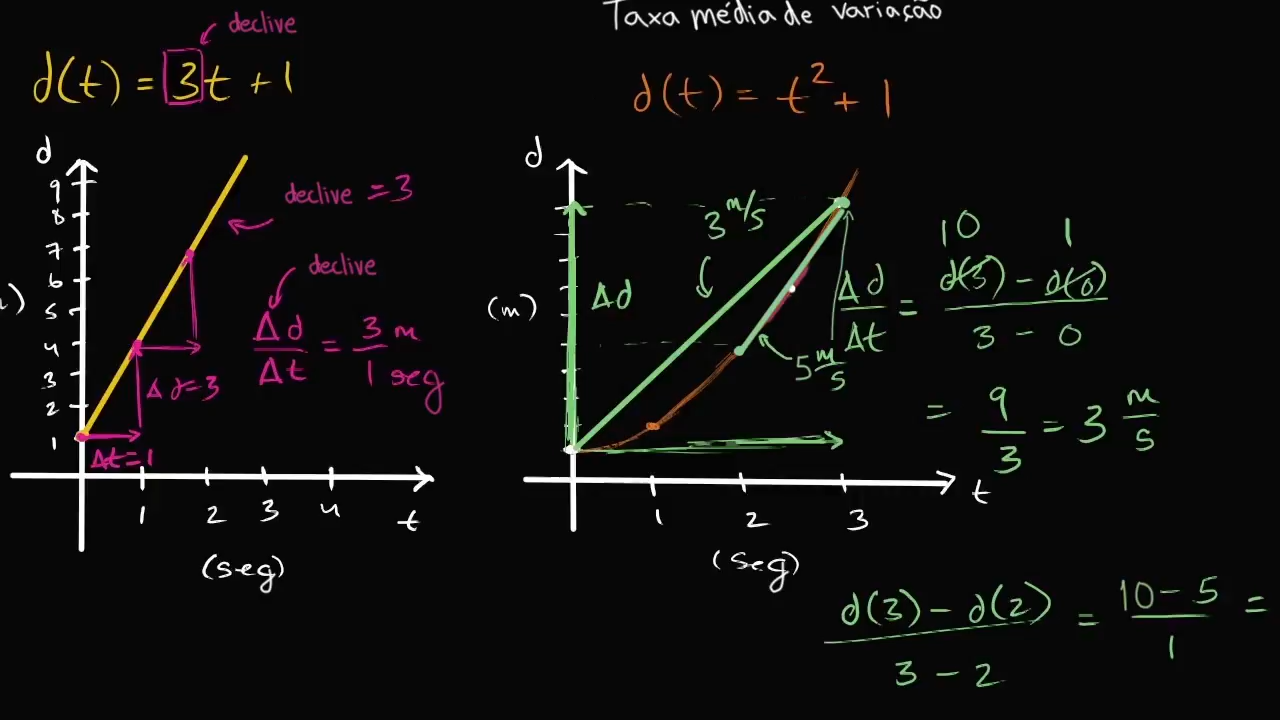 Taxa média de variação
declive
d(t) = 3t + 1
d
9
8
7
6
5
4
3
2
1
declive = 3
declive
Δd/Δt = 3 m / 1 seg
Δd=3
Δt=1
1 2 3 4 t
(seg)
d(t) = t² + 1
d
(m)
Δd
3 m/s
5 m/s
1 2 3 t
(seg)
10 1
Δd/Δt = d(3) - d(0) / 3 - 0
= 9/3 = 3 m/s
d(3) - d(2) / 3 - 2 = 10 - 5 / 1 =